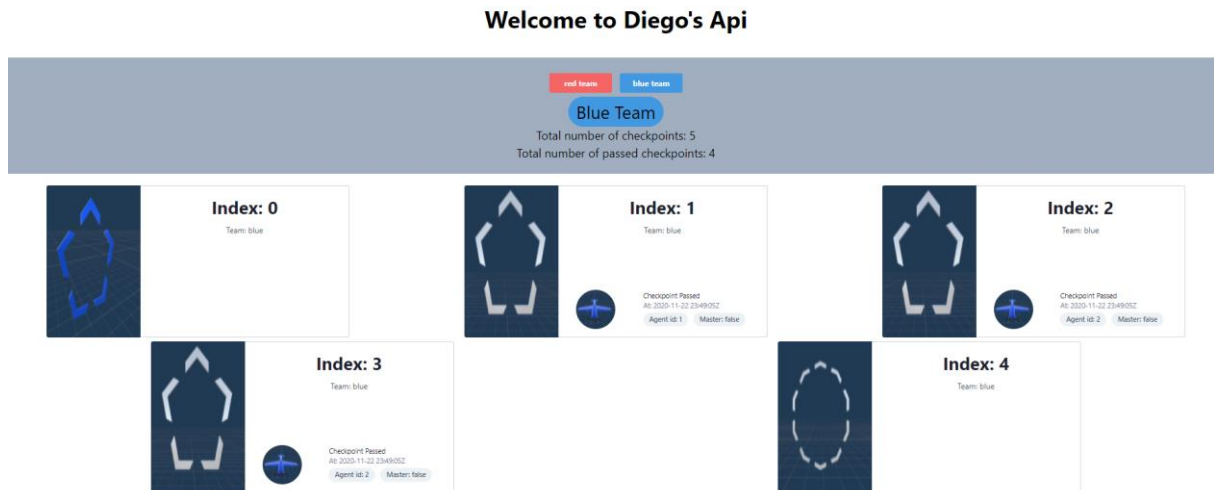 Welcome to Diego's Api
red team
blue team
Blue Team
Total number of checkpoints: 5
Total number of passed checkpoints: 4
Index: 0
Team: blue
Index: 1
Team: blue
Checkpoint Passed
At: 2020-11-22 23:49:05Z
Agent id: 1
Master: false
Index: 2
Team: blue
Checkpoint Passed
At: 2020-11-22 23:49:05Z
Agent id: 2
Master: false
Index: 3
Team: blue
Checkpoint Passed
At: 2020-11-22 23:49:05Z
Agent id: 2
Master: false
Index: 4
Team: blue